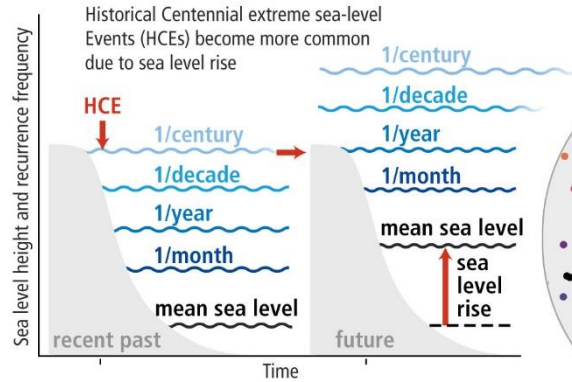 Historical Centennial extreme sea-level
Events (HCEs) become more common
due to sea level rise
Sea level height and recurrence frequency
HCE
1/century
1/decade
1/year
1/month
mean sea level
recent past
1/century
1/decade
1/year
1/month
mean sea level
sea
level
rise
future
Time